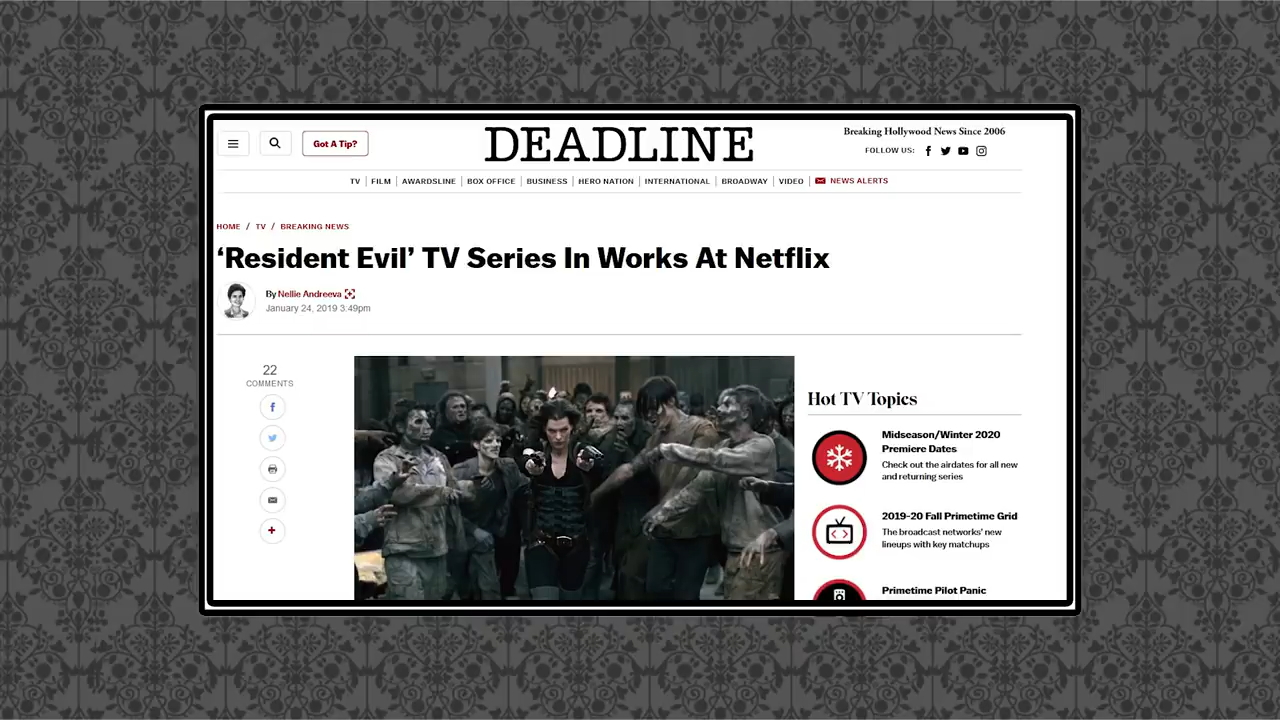 Got A Tip?
DEADLINE
Breaking Hollywood News Since 2006
FOLLOW US:
TV | FILM | AWARDSLINE | BOX OFFICE | BUSINESS | HERO NATION | INTERNATIONAL | BROADWAY | VIDEO | NEWS ALERTS
HOME / TV / BREAKING NEWS
‘Resident Evil’ TV Series In Works At Netflix
By Nellie Andreeva
January 24, 2019 3:49pm
22
COMMENTS
Hot TV Topics
Midseason/Winter 2020
Premiere Dates
Check out the airdates for all new
and returning series
2019-20 Fall Primetime Grid
The broadcast networks' new
lineups with key matchups
Primetime Pilot Panic